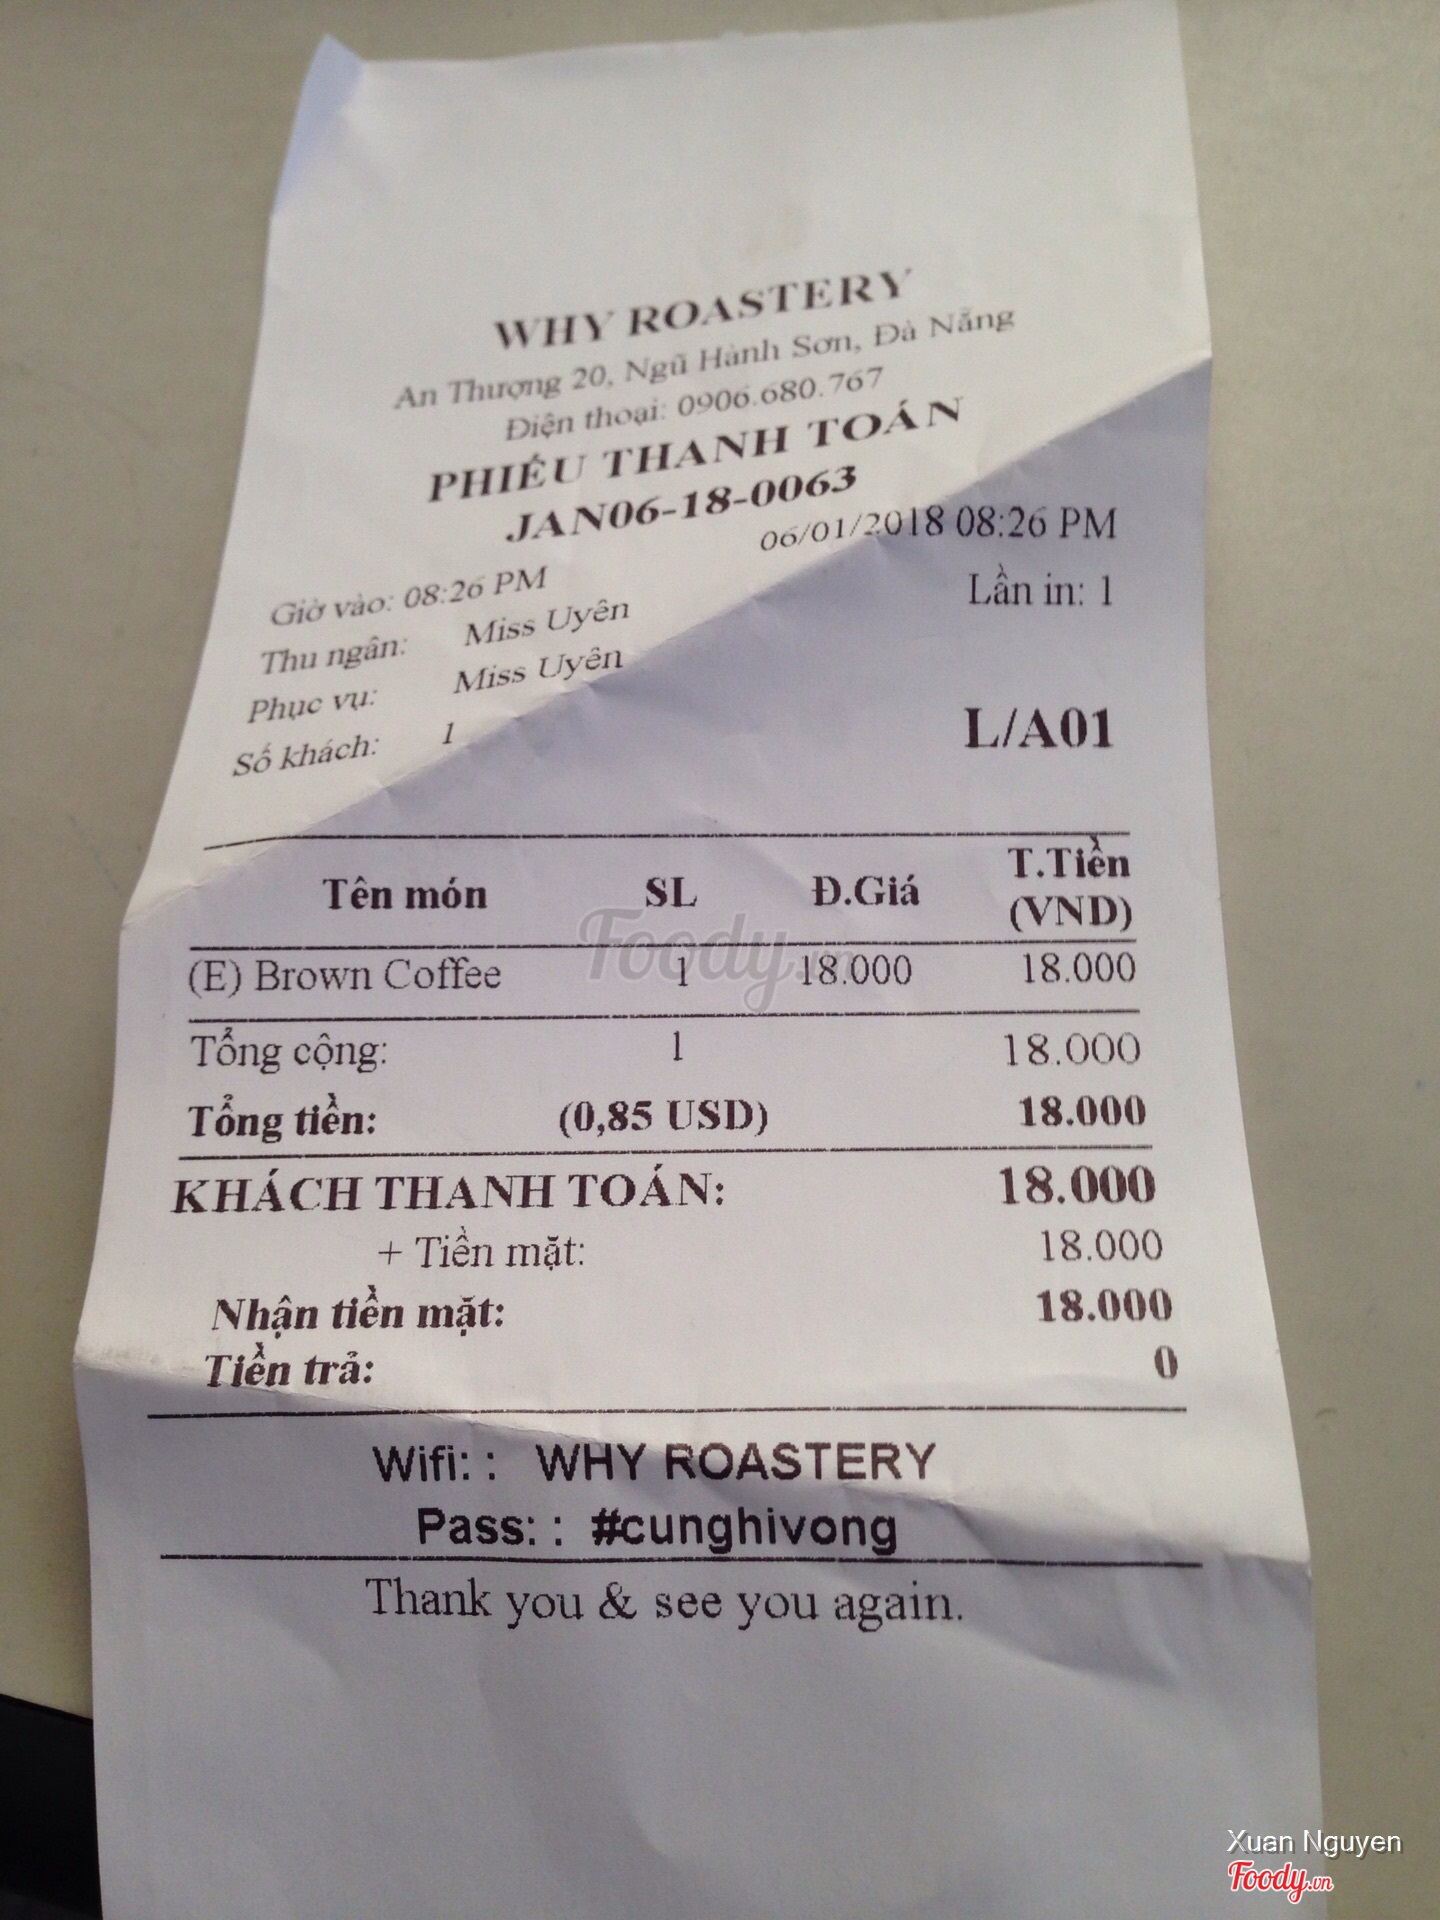 WHY ROASTERY
An Thượng 20, Ngũ Hành Sơn, Đà Nẵng
Điện thoại: 0906.680.767
PHIẾU THANH TOÁN
JAN06-18-0063
06/01/2018 08:26 PM
Giờ vào: 08:26 PM
Lần in: 1
Thu ngân: Miss Uyên
Phục vụ: Miss Uyên
Số khách: 1
L/A01
Tên món SL Đ.Giá T.Tiền
(VND)
(E) Brown Coffee 1 18.000 18.000
Tổng cộng: 1 18.000
Tổng tiền: (0,85 USD) 18.000
KHÁCH THANH TOÁN: 18.000
+ Tiền mặt: 18.000
Nhận tiền mặt: 18.000
Tiền trả: 0
Wifi: : WHY ROASTERY
Pass: : #cunghivong
Thank you & see you again.
Foody.vn
Xuan Nguyen
Foody.vn